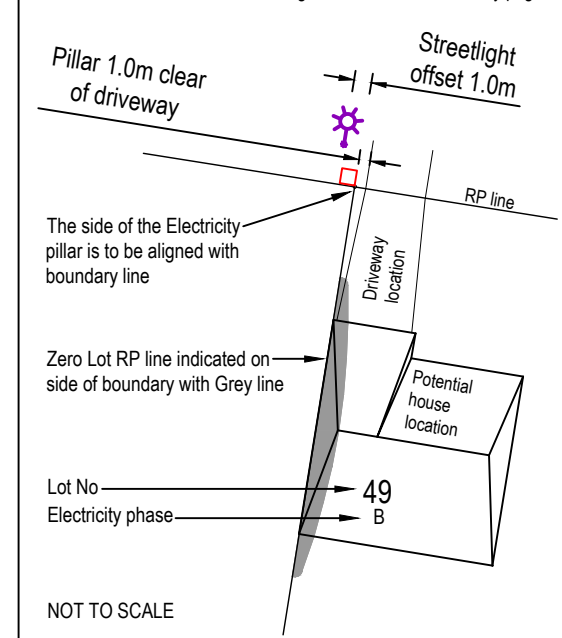 Streetlight
offset 1.0m
Pillar 1.0m clear
of driveway
RP line
The side of the Electricity
pillar is to be aligned with
boundary line
Driveway
location
Zero Lot RP line indicated on
side of boundary with Grey line
Potential
house
location
Lot No
49
Electricity phase
B
NOT TO SCALE